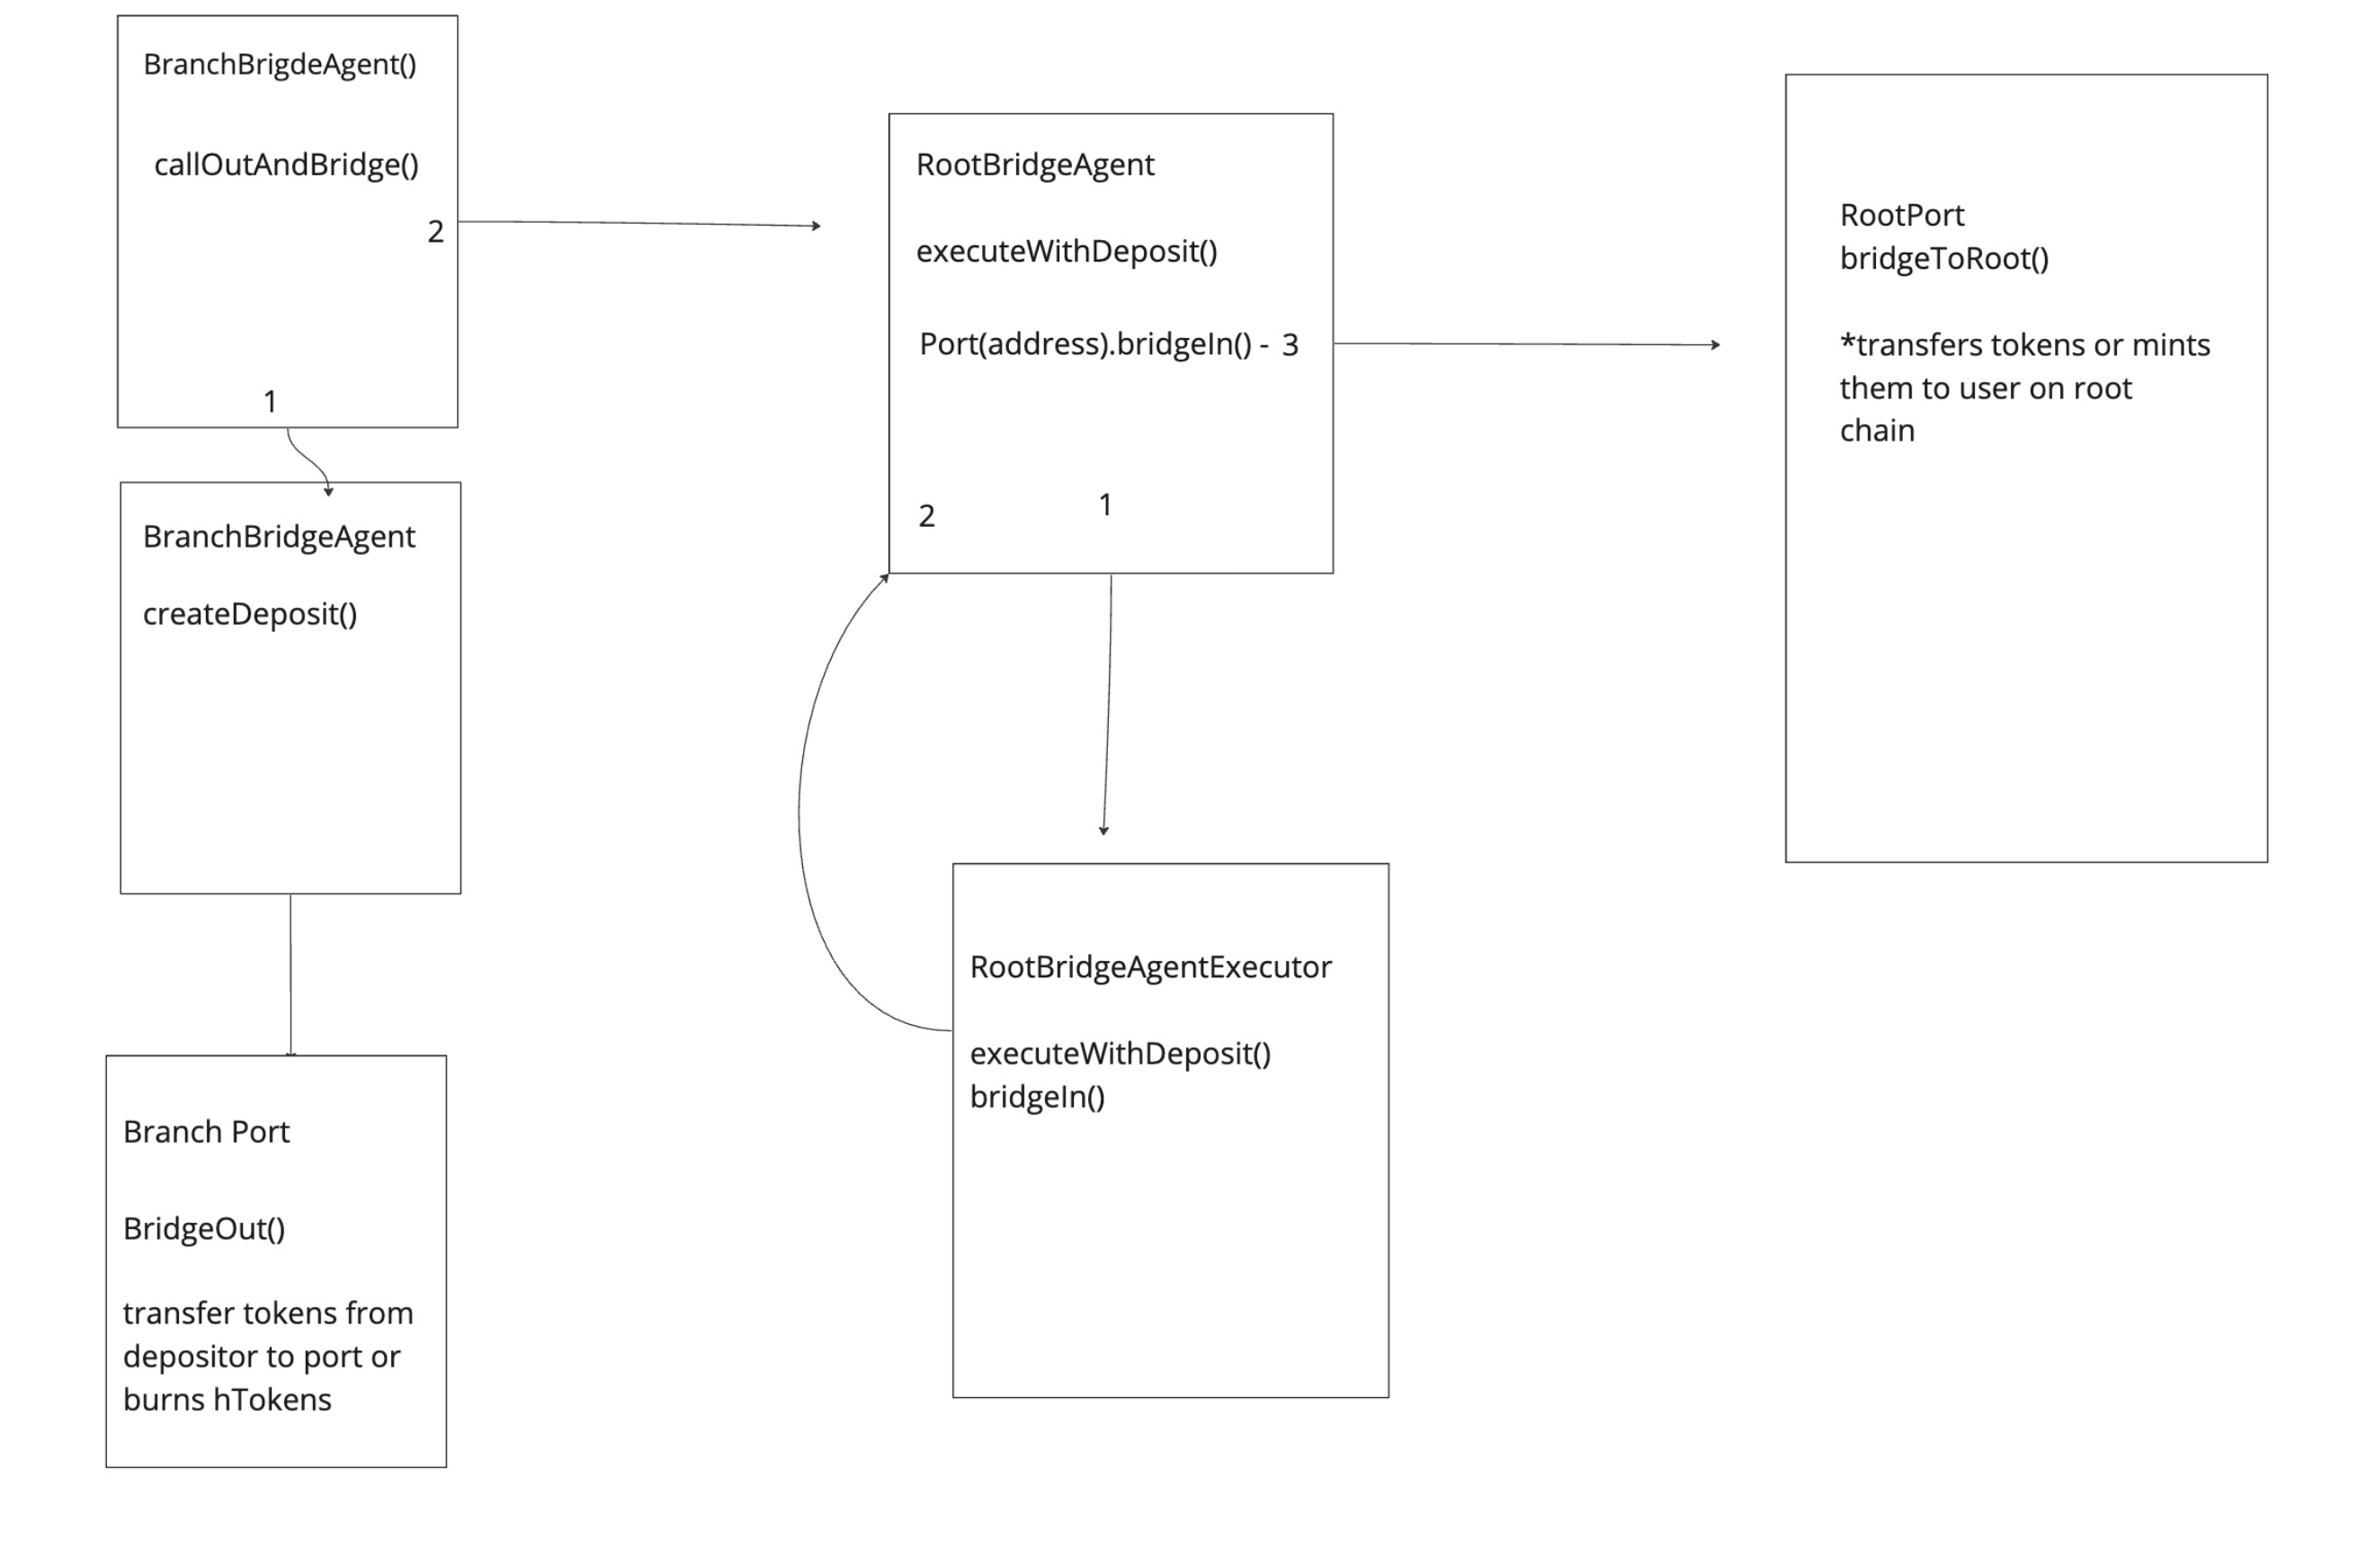 BranchBrigdeAgent()
callOutAndBridge()
2
1
BranchBridgeAgent
createDeposit()
Branch Port
BridgeOut()
transfer tokens from
depositor to port or
burns hTokens
RootBridgeAgent
executeWithDeposit()
Port(address).bridgeIn() - 3
2
1
RootBridgeAgentExecutor
executeWithDeposit()
bridgeIn()
RootPort
bridgeToRoot()
*transfers tokens or mints
them to user on root
chain